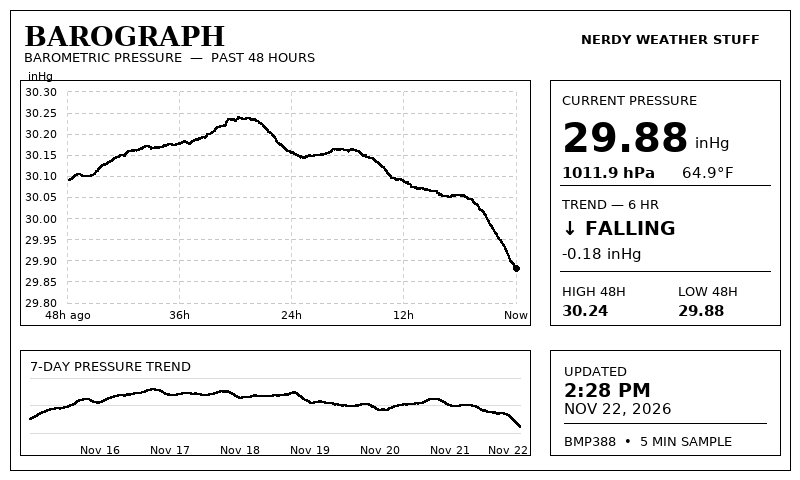 BAROGRAPH
BAROMETRIC PRESSURE — PAST 48 HOURS
NERDY WEATHER STUFF
inHg
30.30
30.25
30.20
30.15
30.10
30.05
30.00
29.95
29.90
29.85
29.80
48h ago 36h 24h 12h Now
CURRENT PRESSURE
29.88 inHg
1011.9 hPa 64.9°F
TREND — 6 HR
↓ FALLING
-0.18 inHg
HIGH 48H LOW 48H
30.24 29.88
7-DAY PRESSURE TREND
Nov 16 Nov 17 Nov 18 Nov 19 Nov 20 Nov 21 Nov 22
UPDATED
2:28 PM
NOV 22, 2026
BMP388 • 5 MIN SAMPLE